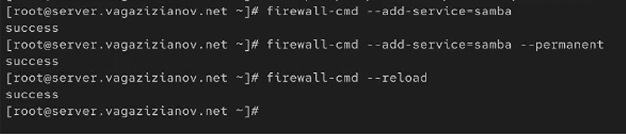 [root@server.vagazizianov.net ~]# firewall-cmd --add-service=samba
success
[root@server.vagazizianov.net ~]# firewall-cmd --add-service=samba --permanent
success
[root@server.vagazizianov.net ~]# firewall-cmd --reload
success
[root@server.vagazizianov.net ~]#